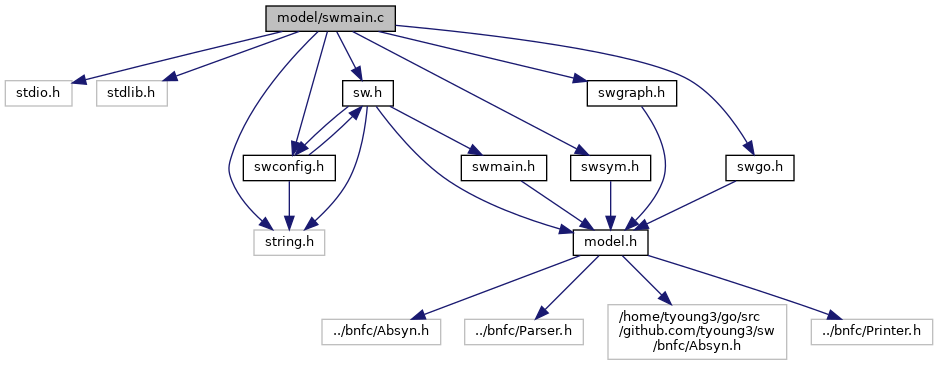 model/swmain.c
stdio.h
stdlib.h
sw.h
swgraph.h
swconfig.h
swmain.h
swsym.h
swgo.h
string.h
model.h
../bnfc/Absyn.h
../bnfc/Parser.h
/home/tyoung3/go/src
/github.com/tyoung3/sw
/bnfc/Absyn.h
../bnfc/Printer.h